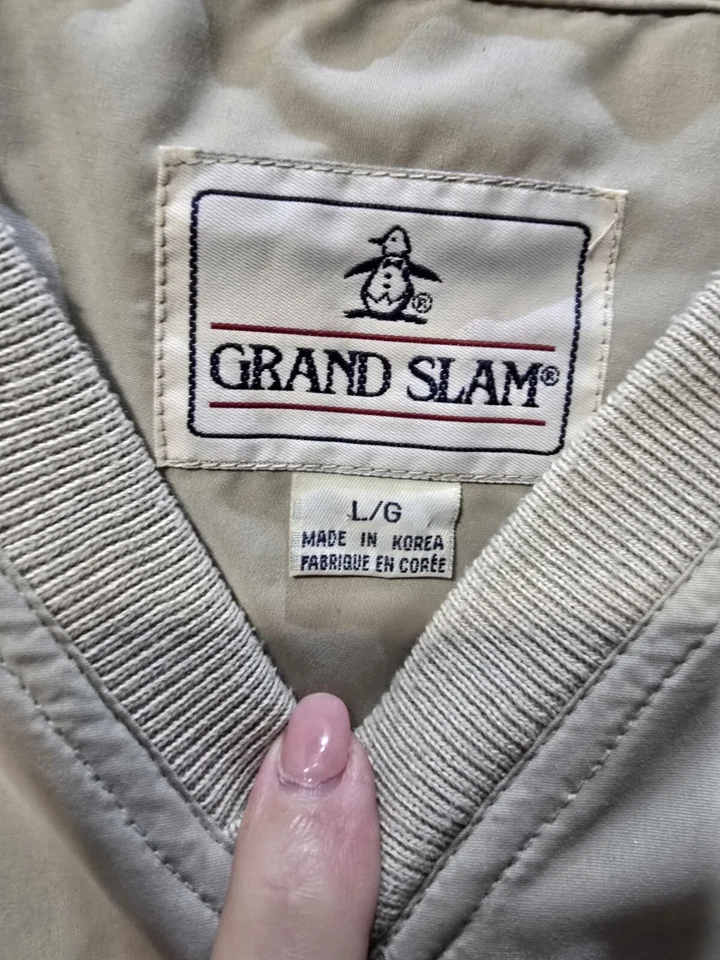 ®
GRAND SLAM®
L/G
MADE IN KOREA
FABRIQUE EN CORÉE